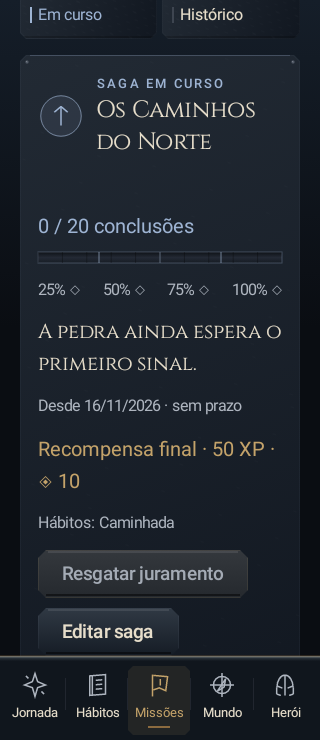 Em curso
Histórico
SAGA EM CURSO
Os Caminhos
do Norte
0 / 20 conclusões
25% ◇ 50% ◇ 75% ◇ 100% ◇
A pedra ainda espera o
primeiro sinal.
Desde 16/11/2026 · sem prazo
Recompensa final · 50 XP ·
◈ 10
Hábitos: Caminhada
Resgatar juramento
Editar saga
Jornada
Hábitos
Missões
Mundo
Herói